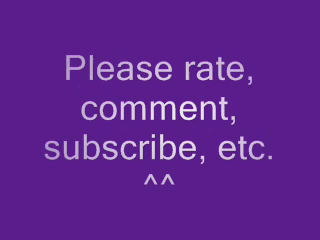 Please rate,
comment,
subscribe, etc.
^^